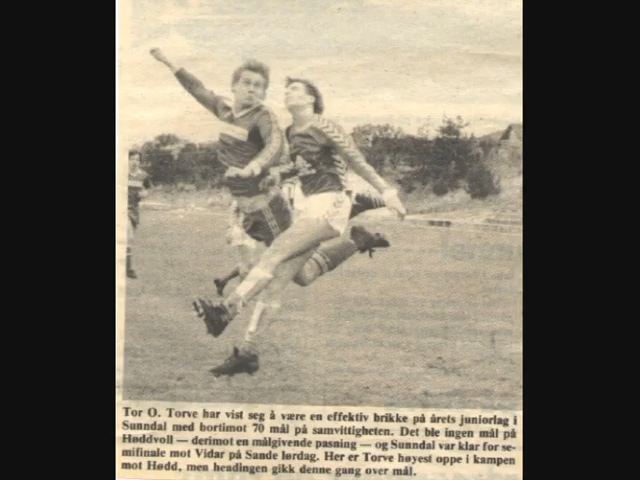 Tor O. Torve har vist seg å være en effektiv brikke på årets juniorlag i
Sunndal med bortimot 70 mål på samvittigheten. Det ble ingen mål på
Høddvoll — derimot en målgivende pasning — og Sunndal var klar for se-
mifinale mot Vidar på Sande lørdag. Her er Torve høyest oppe i kampen
mot Hødd, men headingen gikk denne gang over mål.